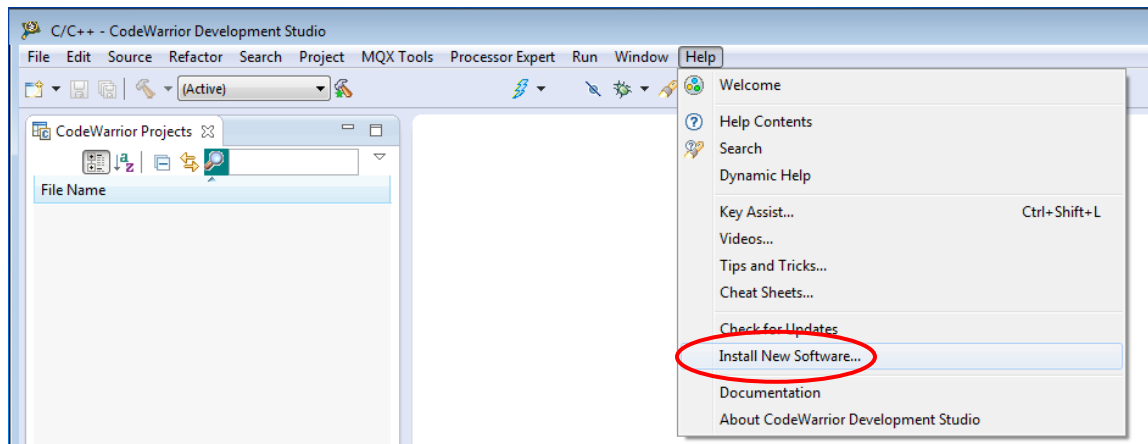 C/C++ - CodeWarrior Development Studio
File Edit Source Refactor Search Project MQX Tools Processor Expert Run Window Help
(Active)
CodeWarrior Projects
File Name
Welcome
Help Contents
Search
Dynamic Help
Key Assist... Ctrl+Shift+L
Videos...
Tips and Tricks...
Cheat Sheets...
Check for Updates
Install New Software...
Documentation
About CodeWarrior Development Studio